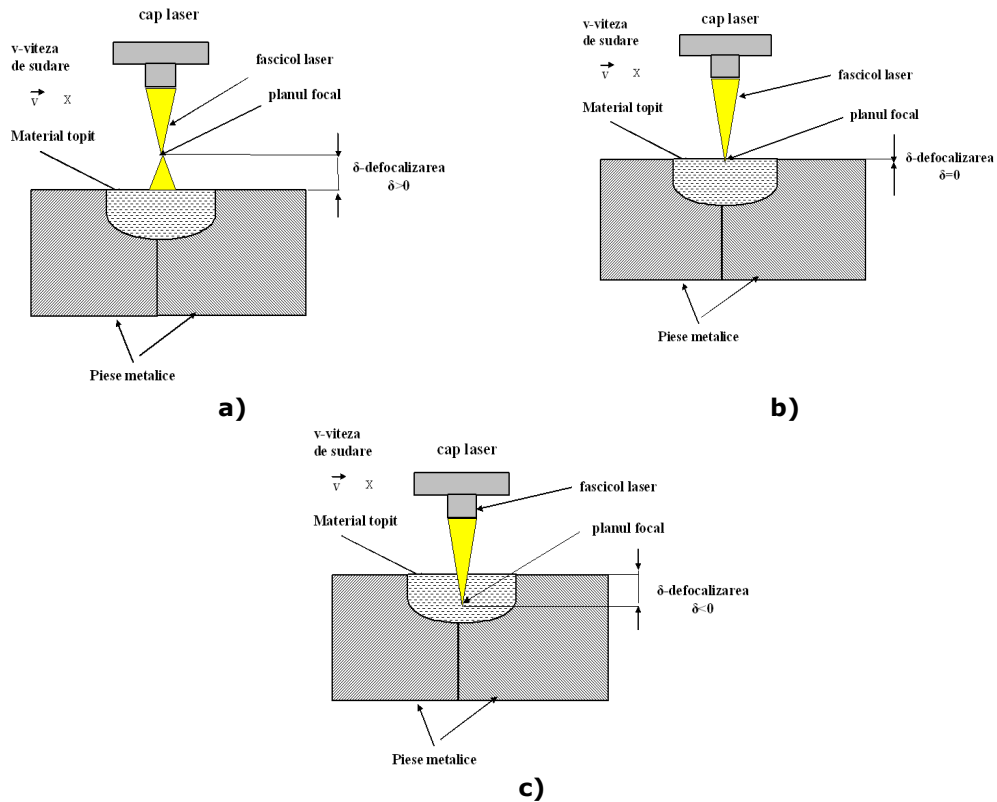 cap laser
v-viteza
de sudare
v X
fascicol laser
planul focal
Material topit
δ-defocalizarea
δ>0
Piese metalice
a)
cap laser
v-viteza
de sudare
v X
fascicol laser
Material topit
planul focal
δ-defocalizarea
δ=0
Piese metalice
b)
v-viteza
de sudare
cap laser
v X
fascicol laser
Material topit
planul focal
δ-defocalizarea
δ<0
Piese metalice
c)